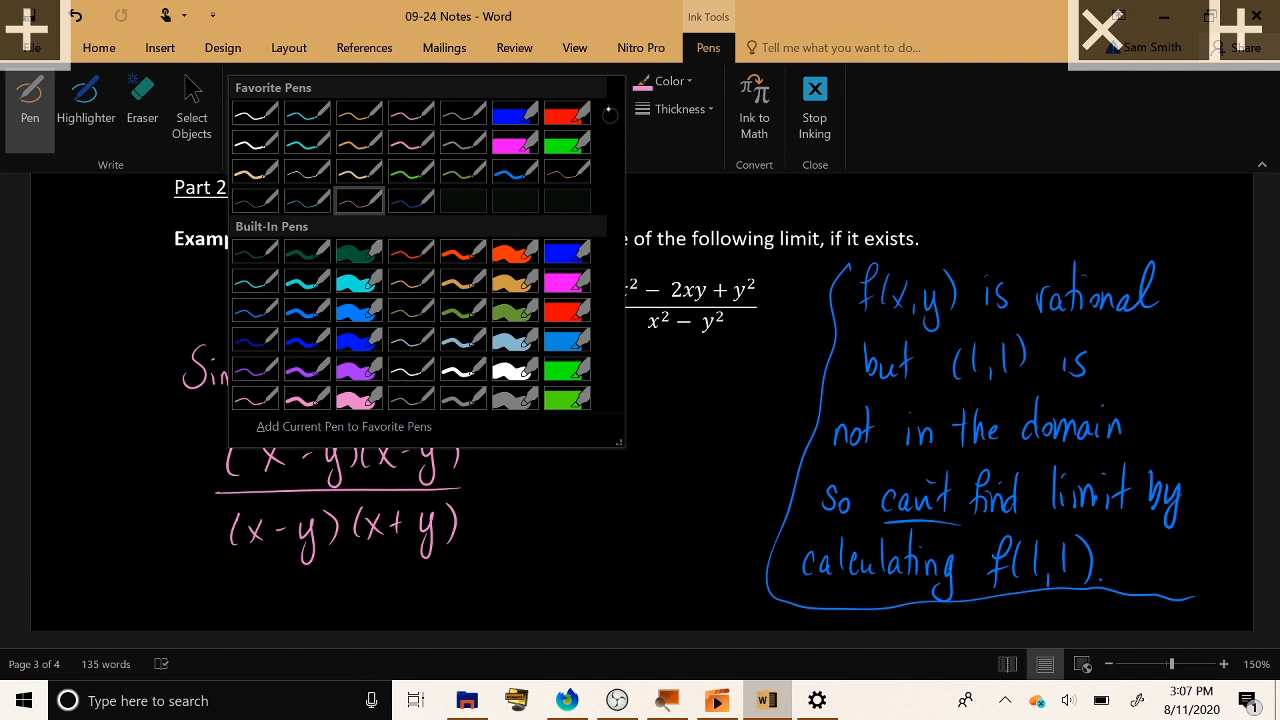 09-24 Notes - Word
Ink Tools
File
Home
Insert
Design
Layout
References
Mailings
Review
View
Nitro Pro
Pens
Tell me what you want to do...
Sam Smith
Share
Pen
Highlighter
Eraser
Select
Objects
Write
Favorite Pens
Color
Thickness
Ink to
Math
Convert
Stop
Inking
Close
Part 2
Built-In Pens
Exam
e of the following limit, if it exists.
x² − 2xy + y²
x² − y²
Sim
Add Current Pen to Favorite Pens
(x-y)(x-y)
(x-y)(x+y)
f(x,y) is rational
but (1,1) is
not in the domain
so can't find limit by
calculating f(1,1).
Page 3 of 4
135 words
150%
Type here to search
3:07 PM
8/11/2020
1